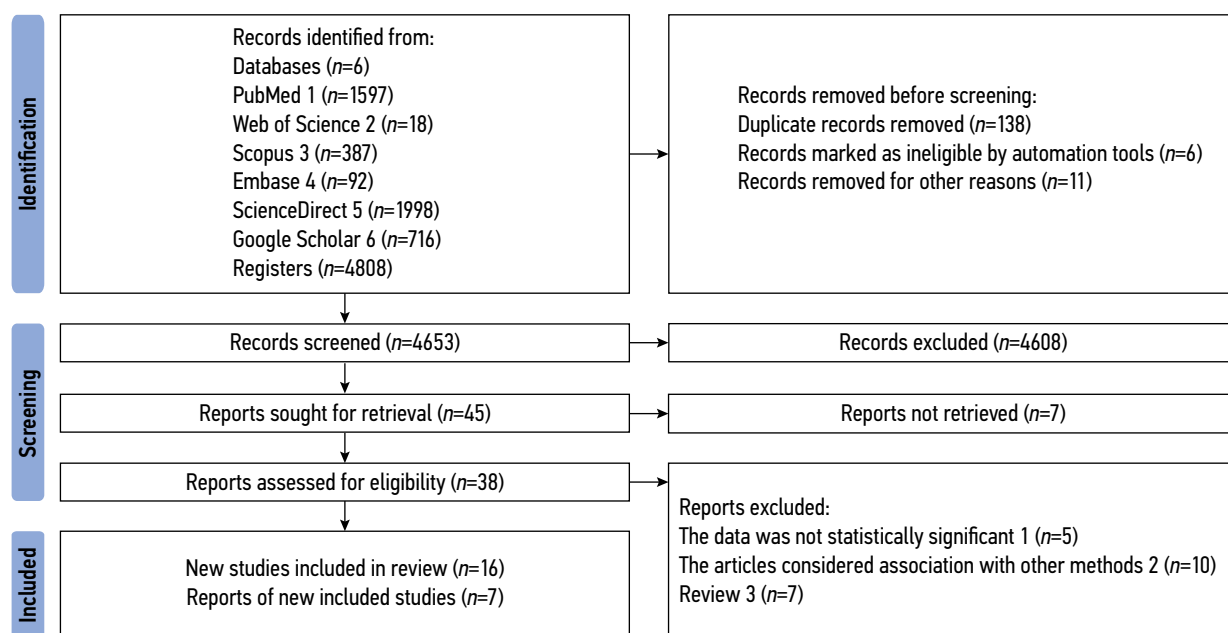 Identification
Records identified from:
Databases (n=6)
PubMed 1 (n=1597)
Web of Science 2 (n=18)
Scopus 3 (n=387)
Embase 4 (n=92)
ScienceDirect 5 (n=1998)
Google Scholar 6 (n=716)
Registers (n=4808)
Records removed before screening:
Duplicate records removed (n=138)
Records marked as ineligible by automation tools (n=6)
Records removed for other reasons (n=11)
Screening
Records screened (n=4653)
Records excluded (n=4608)
Reports sought for retrieval (n=45)
Reports not retrieved (n=7)
Reports assessed for eligibility (n=38)
Reports excluded:
The data was not statistically significant 1 (n=5)
The articles considered association with other methods 2 (n=10)
Review 3 (n=7)
Included
New studies included in review (n=16)
Reports of new included studies (n=7)